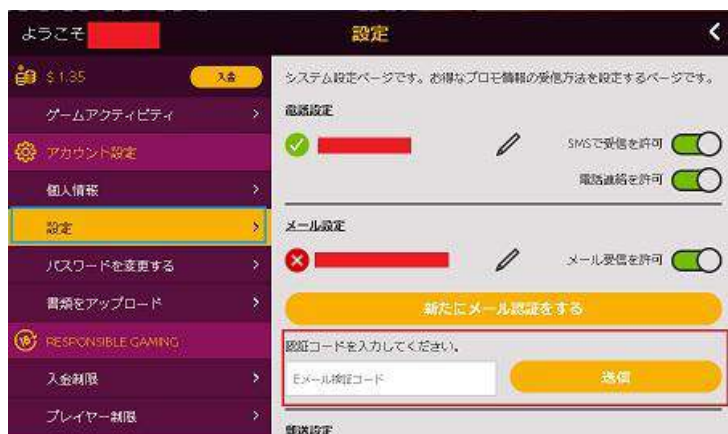 ようこそ
設定
$ 1.35
入金
ゲームアクティビティ
アカウント設定
個人情報
設定
パスワードを変更する
書類をアップロード
RESPONSIBLE GAMING
入金制限
プレイヤー制限
システム設定ページです。お得なプロモ情報の受信方法を設定するページです。
電話設定
SMSで受信を許可
電話連絡を許可
メール設定
メール受信を許可
新たにメール認証をする
認証コードを入力してください。
Eメール検証コード
送信
郵送設定